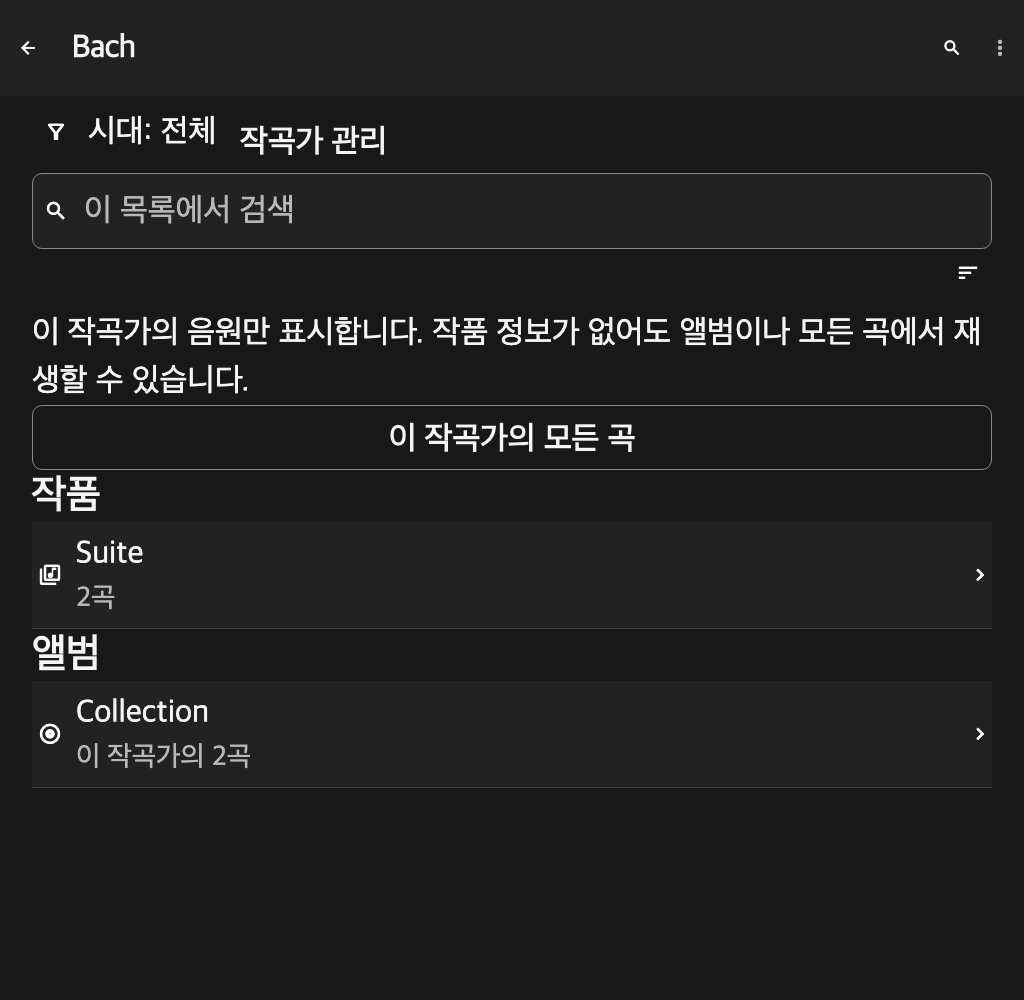 Bach
시대: 전체
작곡가 관리
이 목록에서 검색
이 작곡가의 음원만 표시합니다. 작품 정보가 없어도 앨범이나 모든 곡에서 재
생할 수 있습니다.
이 작곡가의 모든 곡
작품
Suite
2곡
앨범
Collection
이 작곡가의 2곡